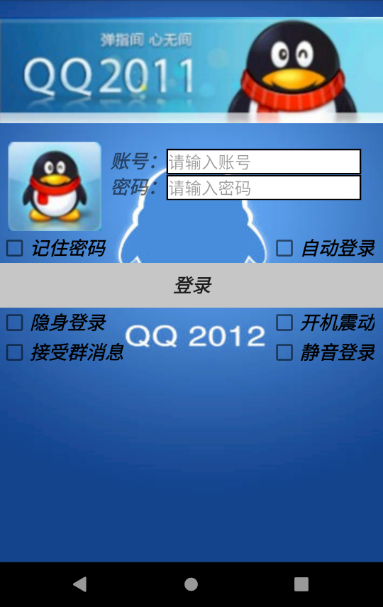 弹指间 心无间
QQ2011
账号：请输入账号
密码：请输入密码
记住密码 自动登录
登录
隐身登录 开机震动
QQ 2012
接受群消息 静音登录